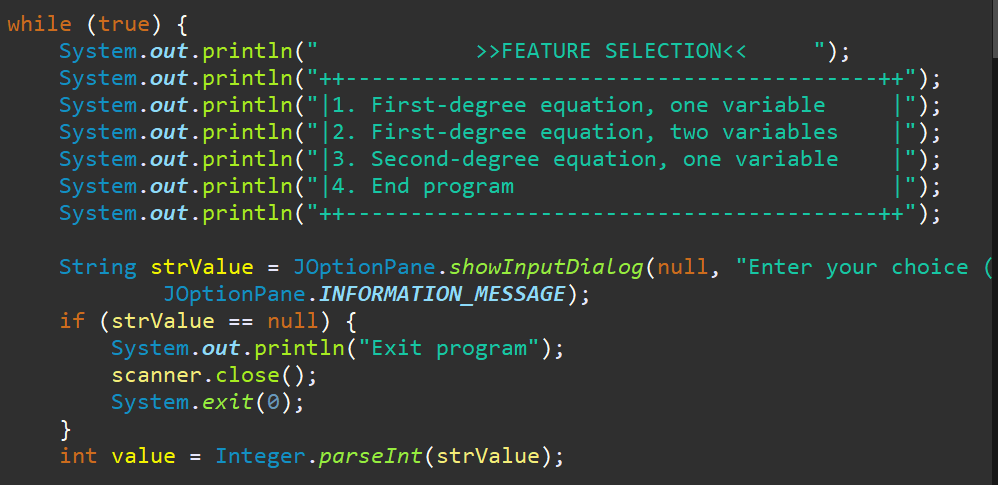 while (true) {
    System.out.println("            >>FEATURE SELECTION<<     ");
    System.out.println("++-----------------------------------------++");
    System.out.println("|1. First-degree equation, one variable     |");
    System.out.println("|2. First-degree equation, two variables    |");
    System.out.println("|3. Second-degree equation, one variable    |");
    System.out.println("|4. End program                             |");
    System.out.println("++-----------------------------------------++");
    String strValue = JOptionPane.showInputDialog(null, "Enter your choice (
            JOptionPane.INFORMATION_MESSAGE);
    if (strValue == null) {
        System.out.println("Exit program");
        scanner.close();
        System.exit(0);
    }
    int value = Integer.parseInt(strValue);